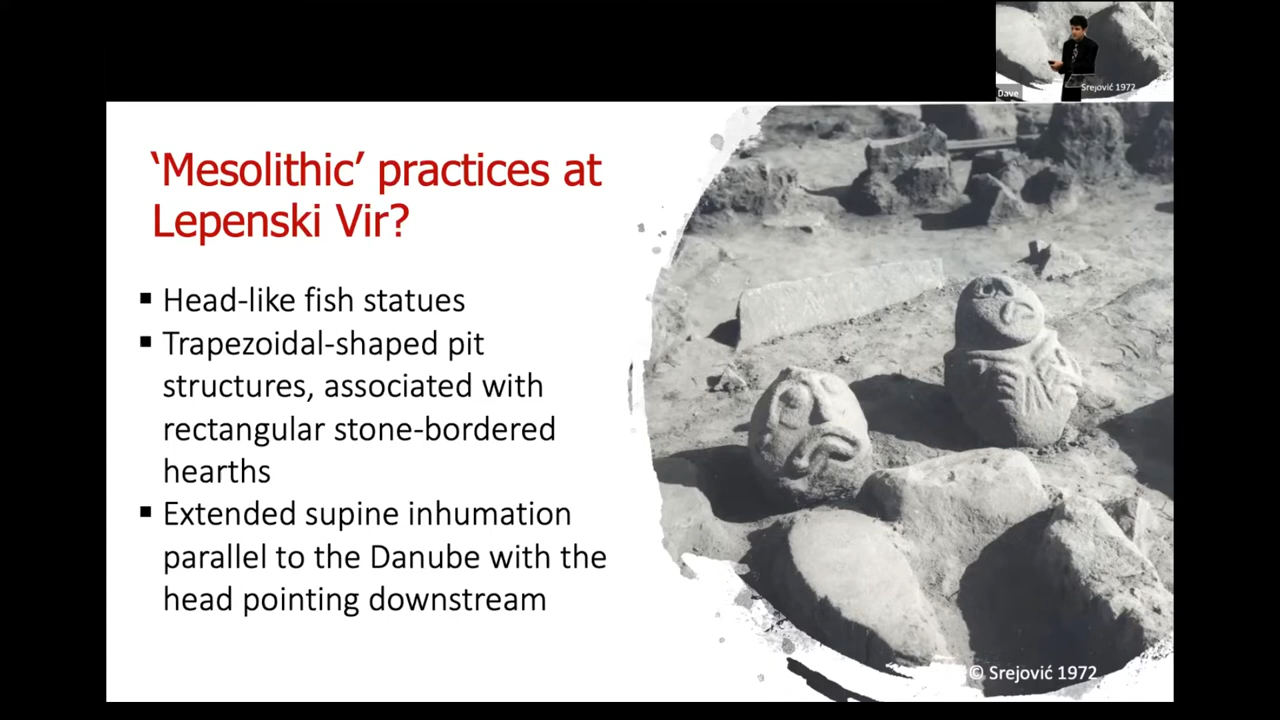 Dave
Srejović 1972
‘Mesolithic’ practices at
Lepenski Vir?
▪ Head-like fish statues
▪ Trapezoidal-shaped pit
structures, associated with
rectangular stone-bordered
hearths
▪ Extended supine inhumation
parallel to the Danube with the
head pointing downstream
© Srejović 1972